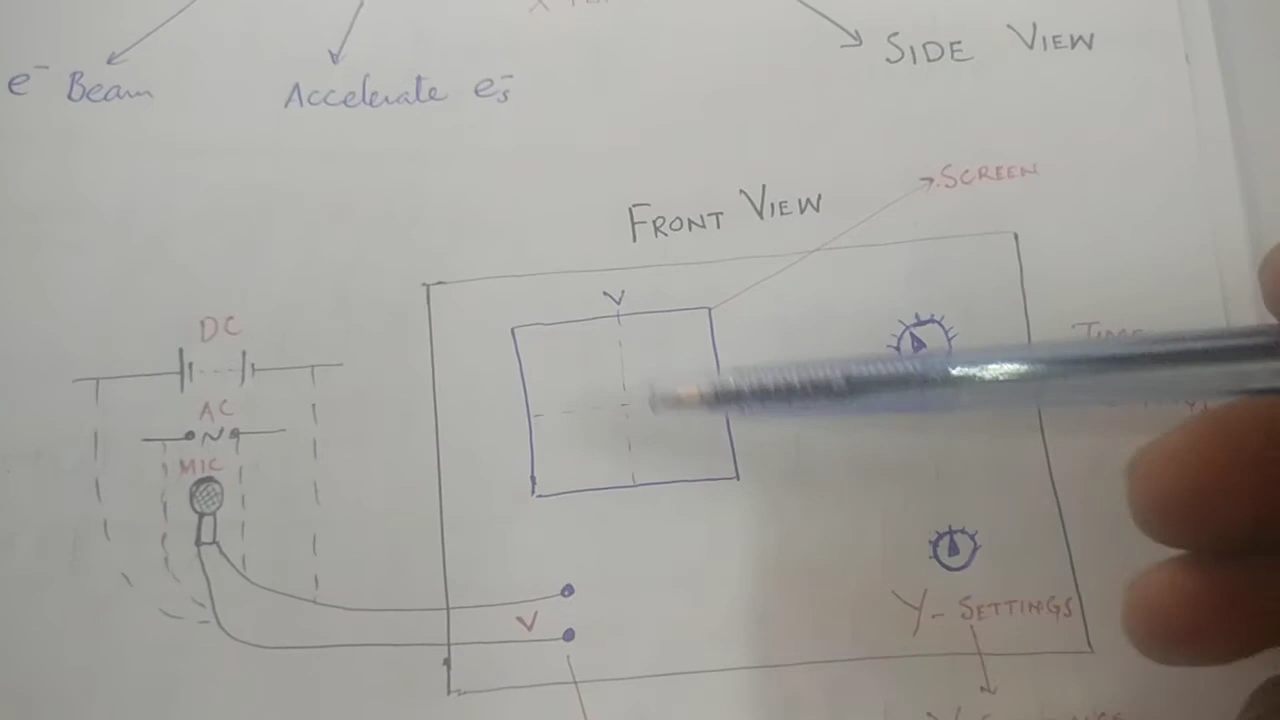 SIDE VIEW
e⁻ Beam
Accelerate e⁻s
SCREEN
FRONT VIEW
V
DC
AC
MIC
V
Y- SETTINGS